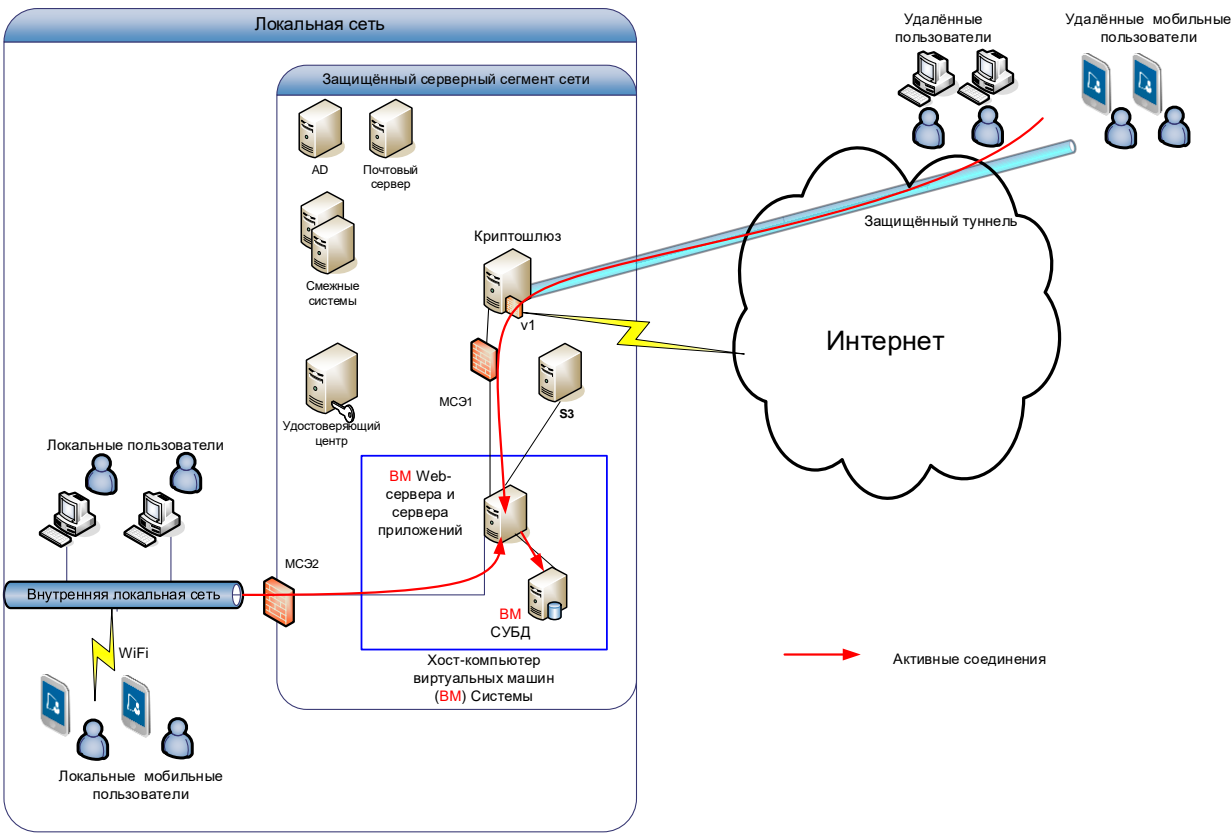 Локальная сеть
Удалённые
пользователи
Удалённые мобильные
пользователи
Защищённый серверный сегмент сети
AD
Почтовый
сервер
Защищённый туннель
Криптошлюз
Смежные
системы
v1
Интернет
МСЭ1
S3
Удостоверяющий
центр
Локальные пользователи
ВМ Web-
сервера и
сервера
приложений
МСЭ2
Внутренняя локальная сеть
ВМ
СУБД
WiFi
Хост-компьютер
виртуальных машин
(ВМ) Системы
Активные соединения
Локальные мобильные
пользователи